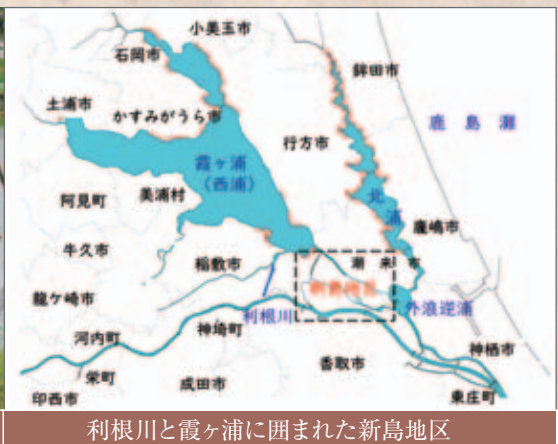 小美玉市
石岡市
鉾田市
土浦市
かすみがうら市
鹿島灘
行方市
霞ヶ浦
(西浦)
北浦
阿見町
美浦村
鹿嶋市
牛久市
稲敷市
潮来市
新島地区
龍ケ崎市
利根川
外浪逆浦
河内町
神崎町
神栖市
香取市
栄町
成田市
東庄町
印西市
利根川と霞ヶ浦に囲まれた新島地区